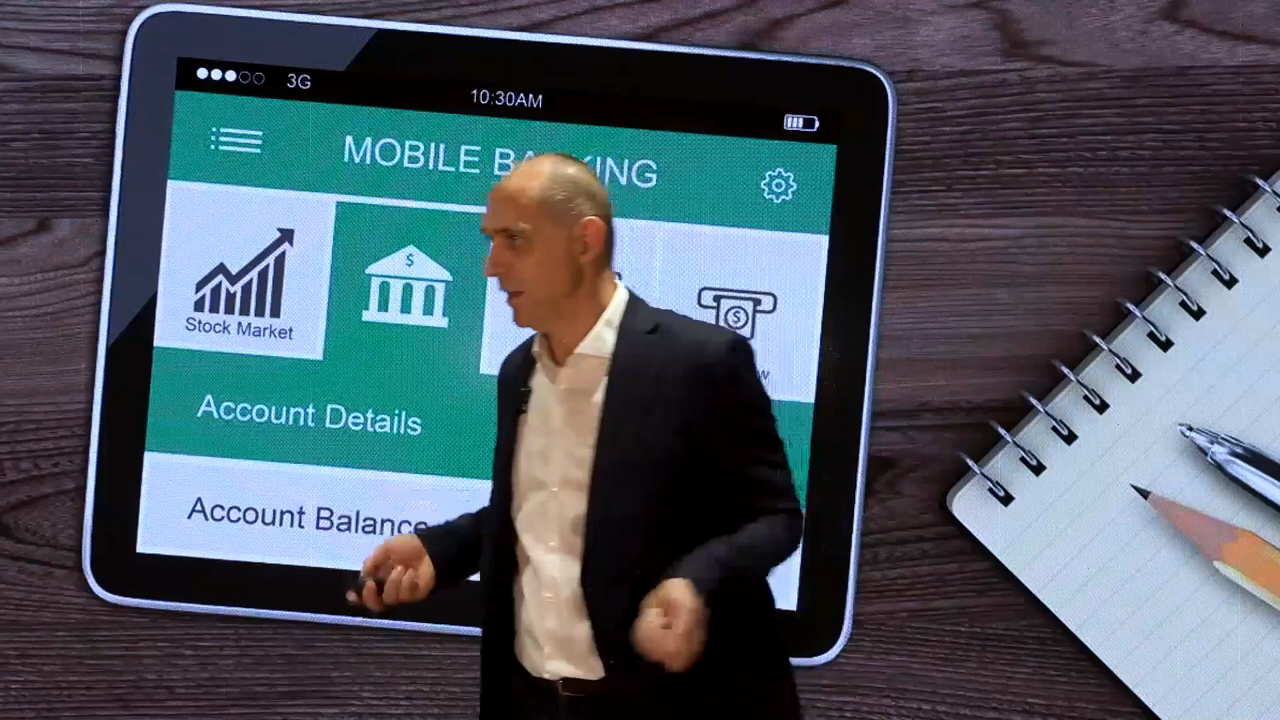 3G
10:30AM
MOBILE BA KING
$
Stock Market
$
Account Details
Account Balance